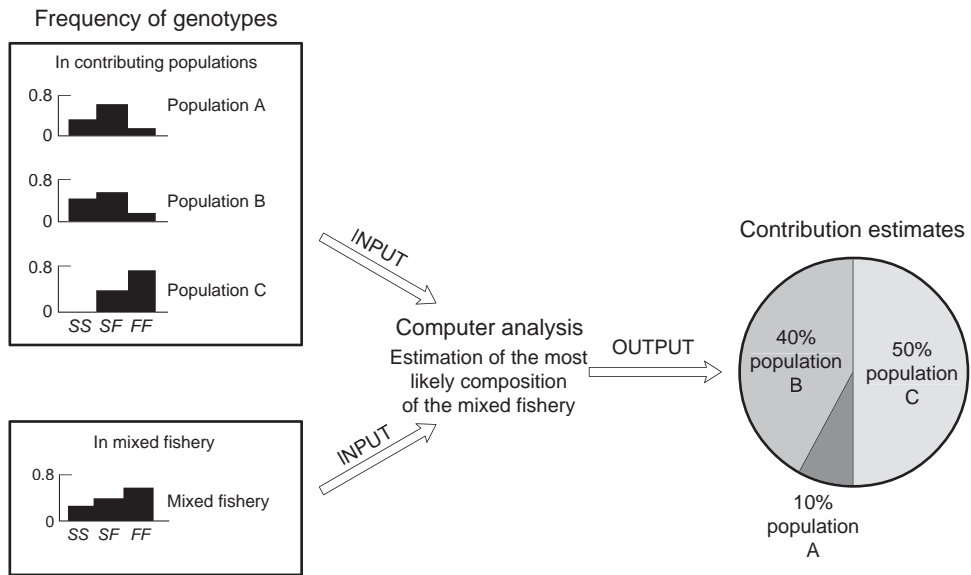 Frequency of genotypes
In contributing populations
0.8
Population A
0
0.8
Population B
0
0.8
Population C
0
SS SF FF
In mixed fishery
0.8
Mixed fishery
0
SS SF FF
INPUT
INPUT
Computer analysis
Estimation of the most
likely composition
of the mixed fishery
OUTPUT
Contribution estimates
40%
population
B
50%
population
C
10%
population
A